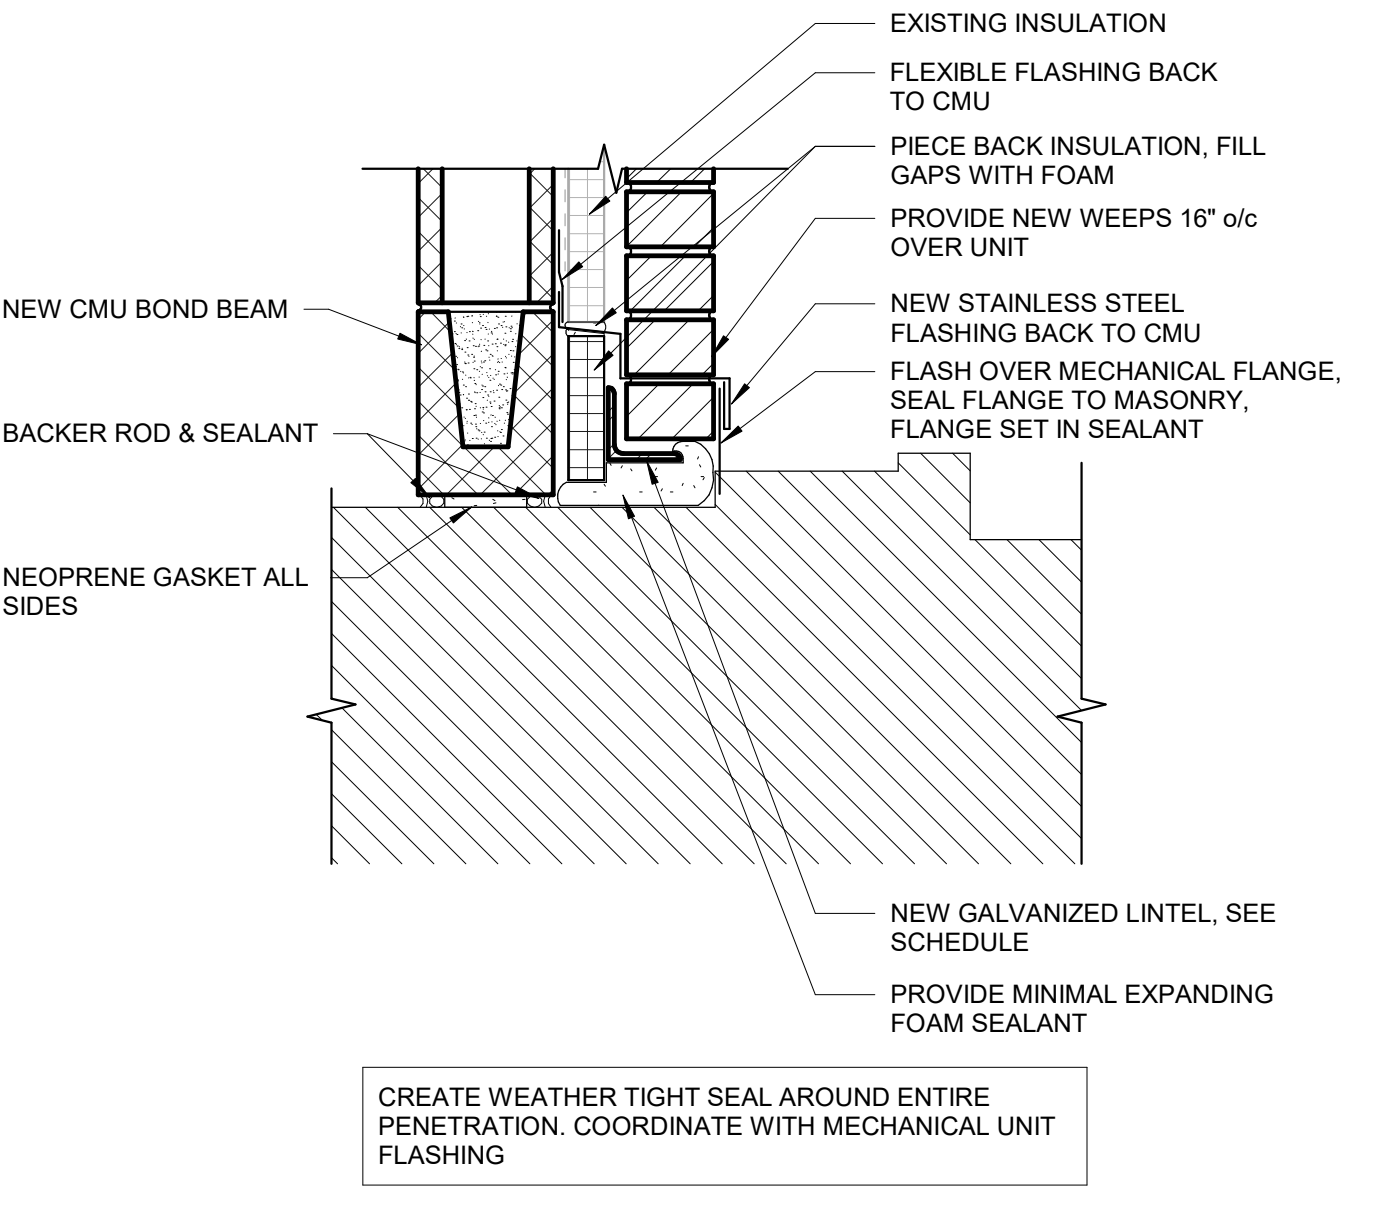 EXISTING INSULATION
FLEXIBLE FLASHING BACK
TO CMU
PIECE BACK INSULATION, FILL
GAPS WITH FOAM
PROVIDE NEW WEEPS 16" o/c
OVER UNIT
NEW STAINLESS STEEL
FLASHING BACK TO CMU
FLASH OVER MECHANICAL FLANGE,
SEAL FLANGE TO MASONRY,
FLANGE SET IN SEALANT
NEW CMU BOND BEAM
BACKER ROD & SEALANT
NEOPRENE GASKET ALL
SIDES
NEW GALVANIZED LINTEL, SEE
SCHEDULE
PROVIDE MINIMAL EXPANDING
FOAM SEALANT
CREATE WEATHER TIGHT SEAL AROUND ENTIRE
PENETRATION. COORDINATE WITH MECHANICAL UNIT
FLASHING